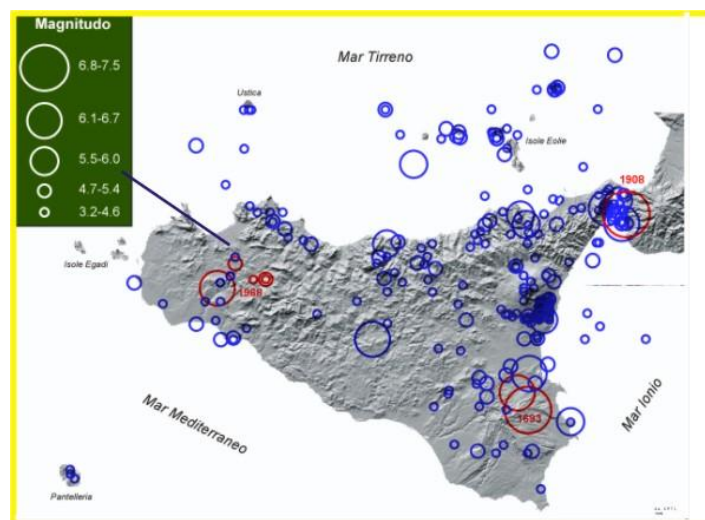 Magnitudo
6.8-7.5
6.1-6.7
5.5-6.0
4.7-5.4
3.2-4.6
Mar Tirreno
Ustica
Isole Eolie
1908
Isole Egadi
1968
Mar Ionio
1693
Mar Mediterraneo
Pantelleria